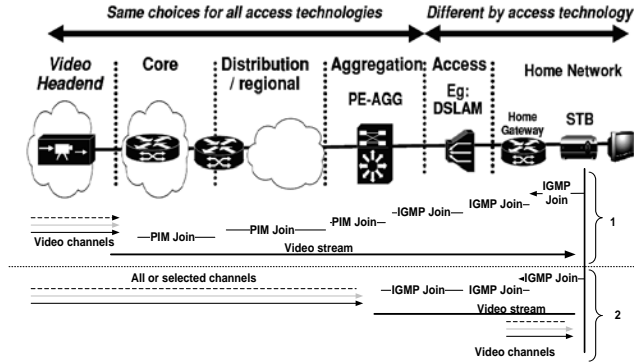 Same choices for all access technologies
Different by access technology
Video
Headend
Core
Distribution
/ regional
Aggregation
PE-AGG
Access
Eg:
DSLAM
Home Network
Home
Gateway
STB
IGMP
Join
IGMP Join
IGMP Join
PIM Join
PIM Join
PIM Join
Video channels
Video stream
1
All or selected channels
IGMP Join
IGMP Join
IGMP Join
Video stream
2
Video channels